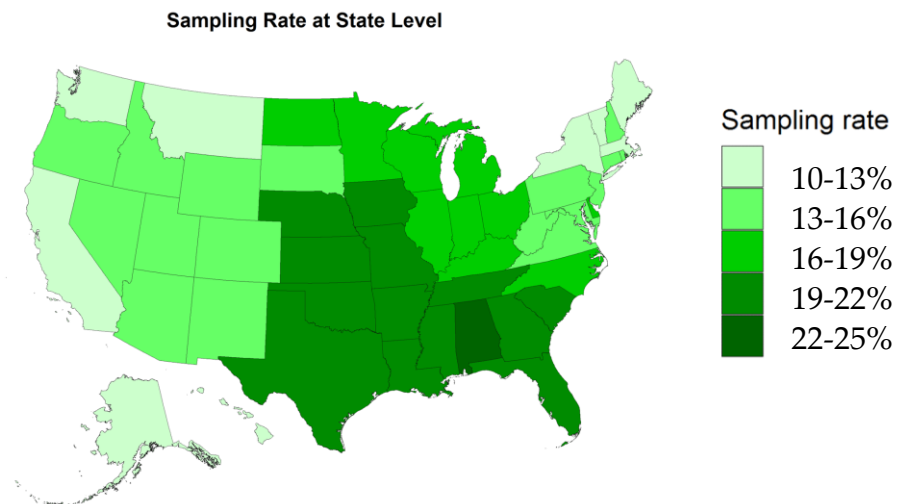 Sampling Rate at State Level
Sampling rate
10-13%
13-16%
16-19%
19-22%
22-25%